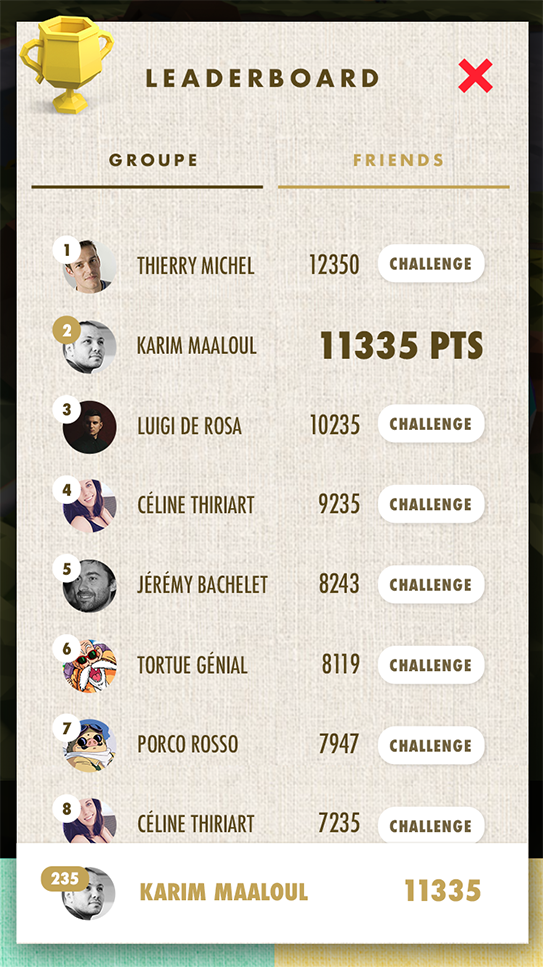 LEADERBOARD
GROUPE FRIENDS
1 THIERRY MICHEL 12350 CHALLENGE
2 KARIM MAALOUL 11335 PTS
3 LUIGI DE ROSA 10235 CHALLENGE
4 CÉLINE THIRIART 9235 CHALLENGE
5 JÉRÉMY BACHELET 8243 CHALLENGE
6 TORTUE GÉNIAL 8119 CHALLENGE
7 PORCO ROSSO 7947 CHALLENGE
8 CÉLINE THIRIART 7235 CHALLENGE
235 KARIM MAALOUL 11335